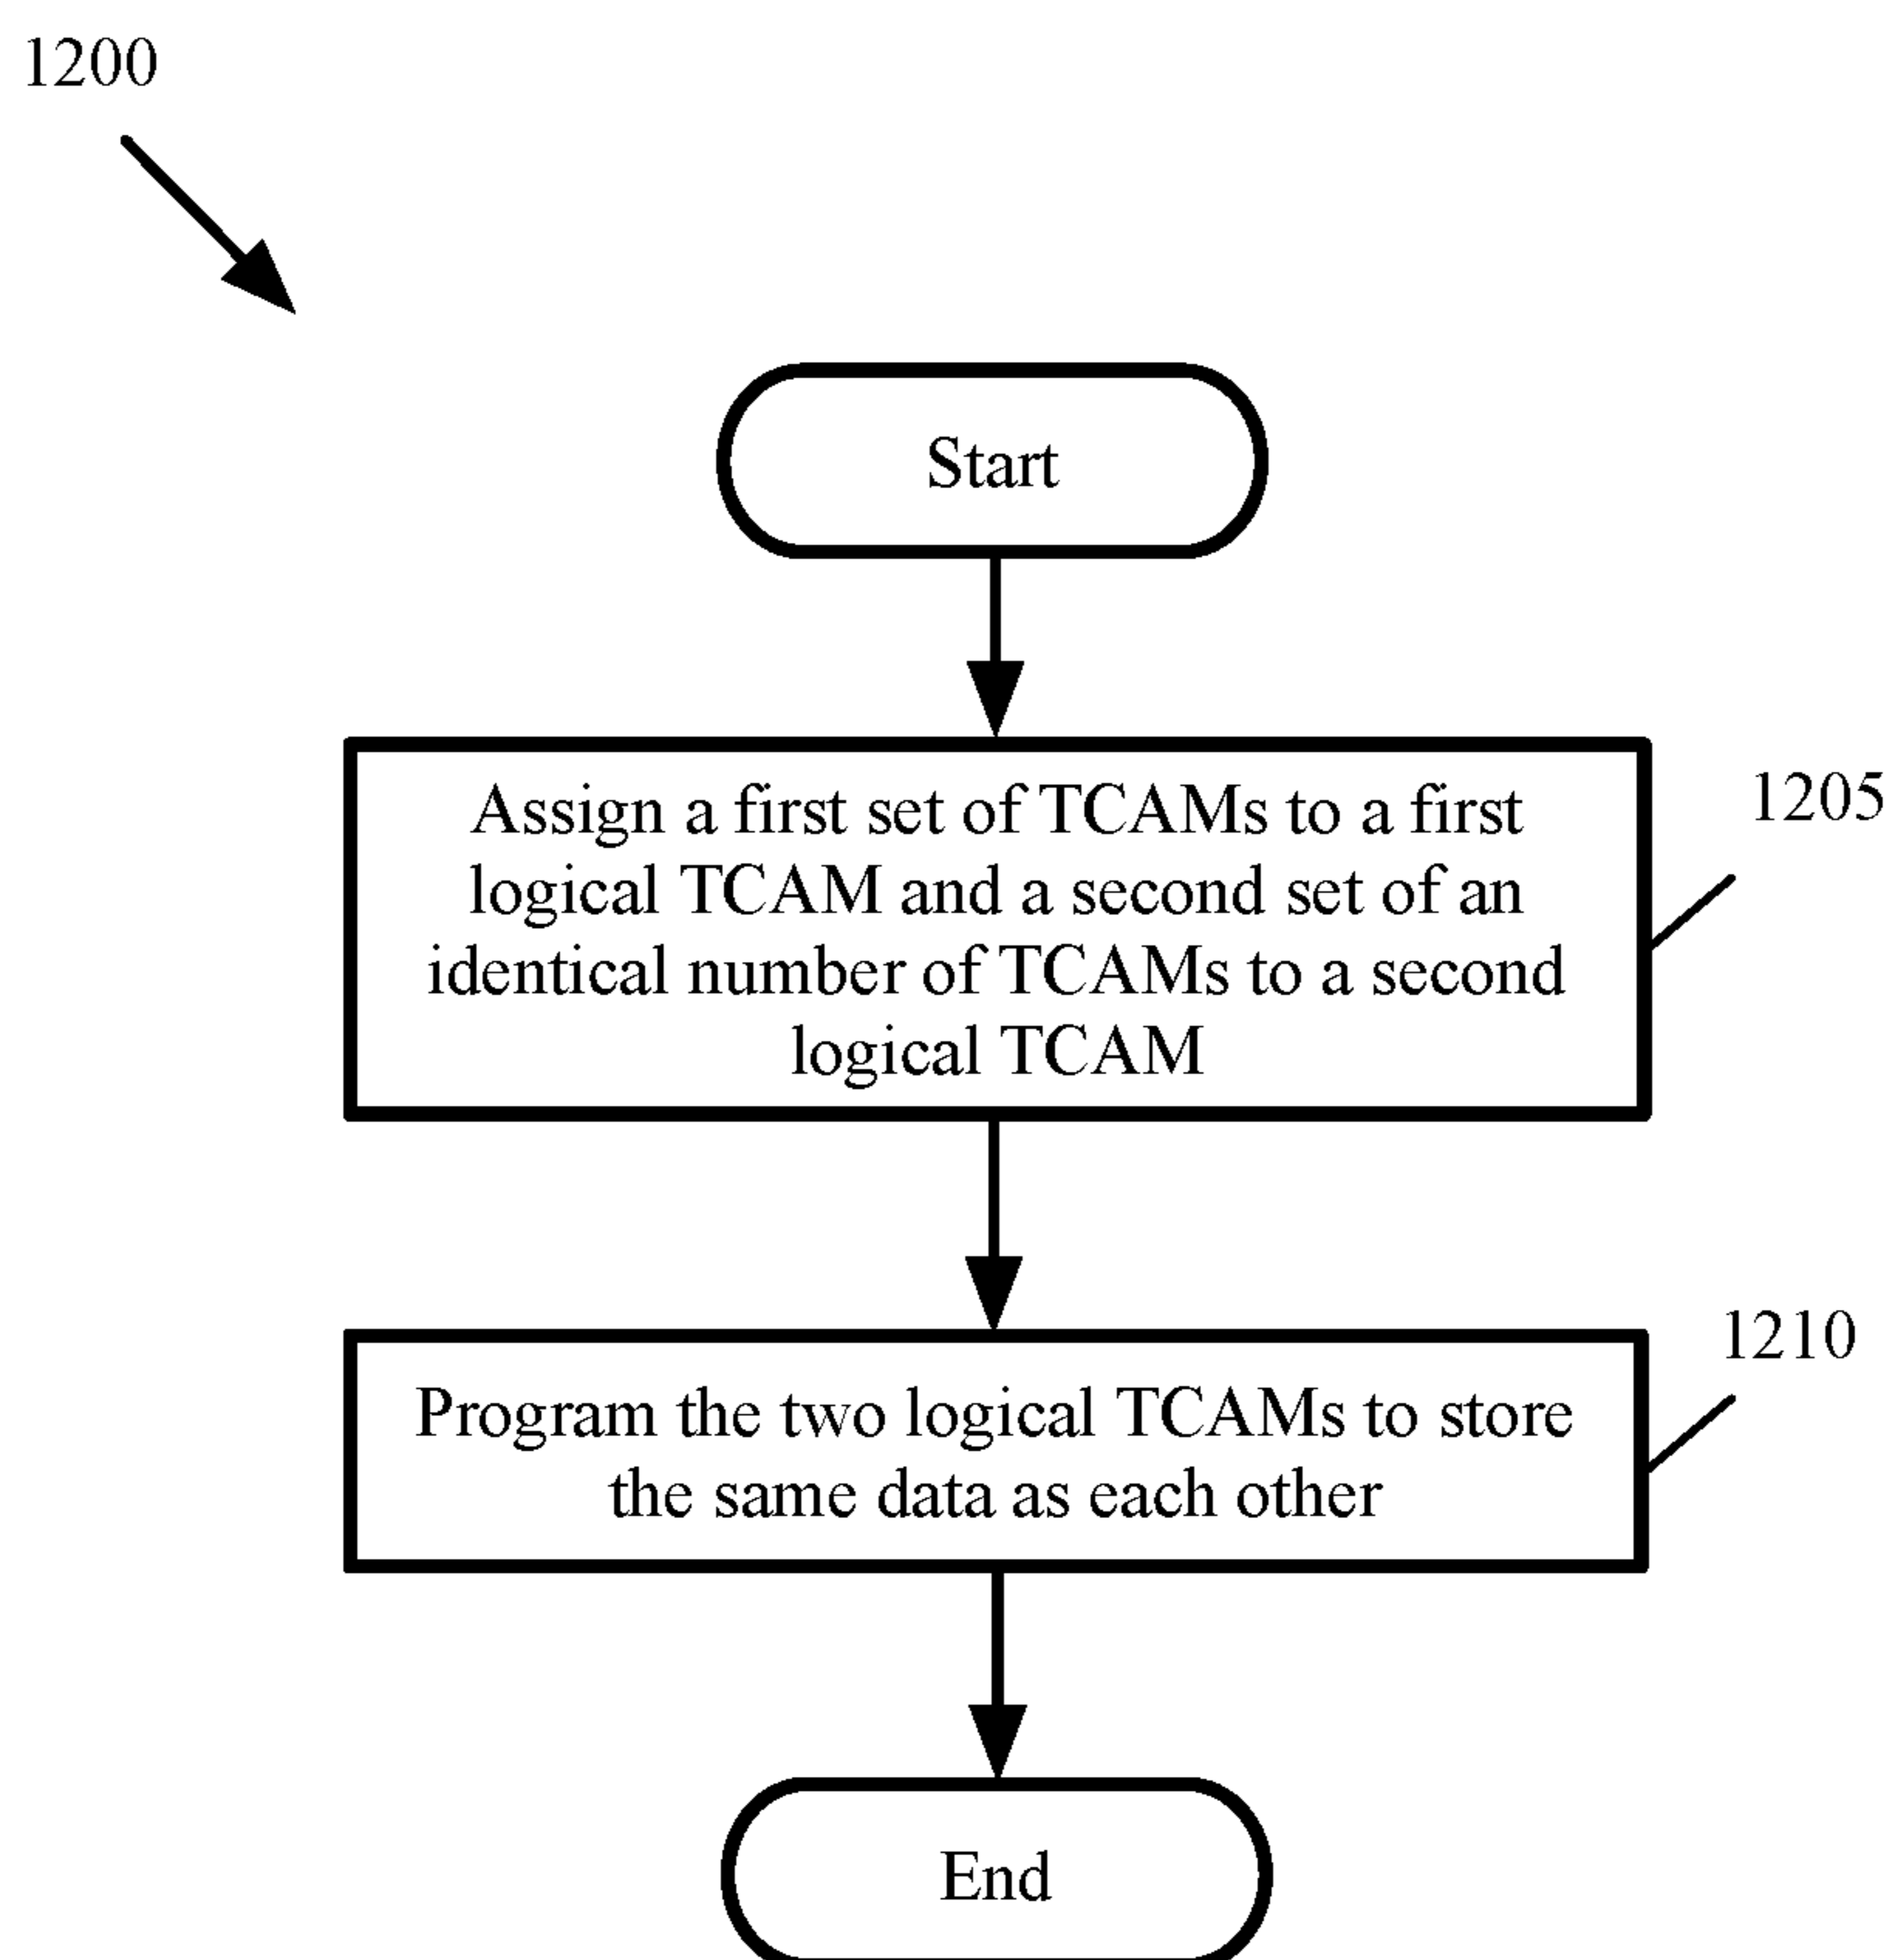 1200
Start
Assign a first set of TCAMs to a first
logical TCAM and a second set of an
identical number of TCAMs to a second
logical TCAM
1205
Program the two logical TCAMs to store
the same data as each other
1210
End